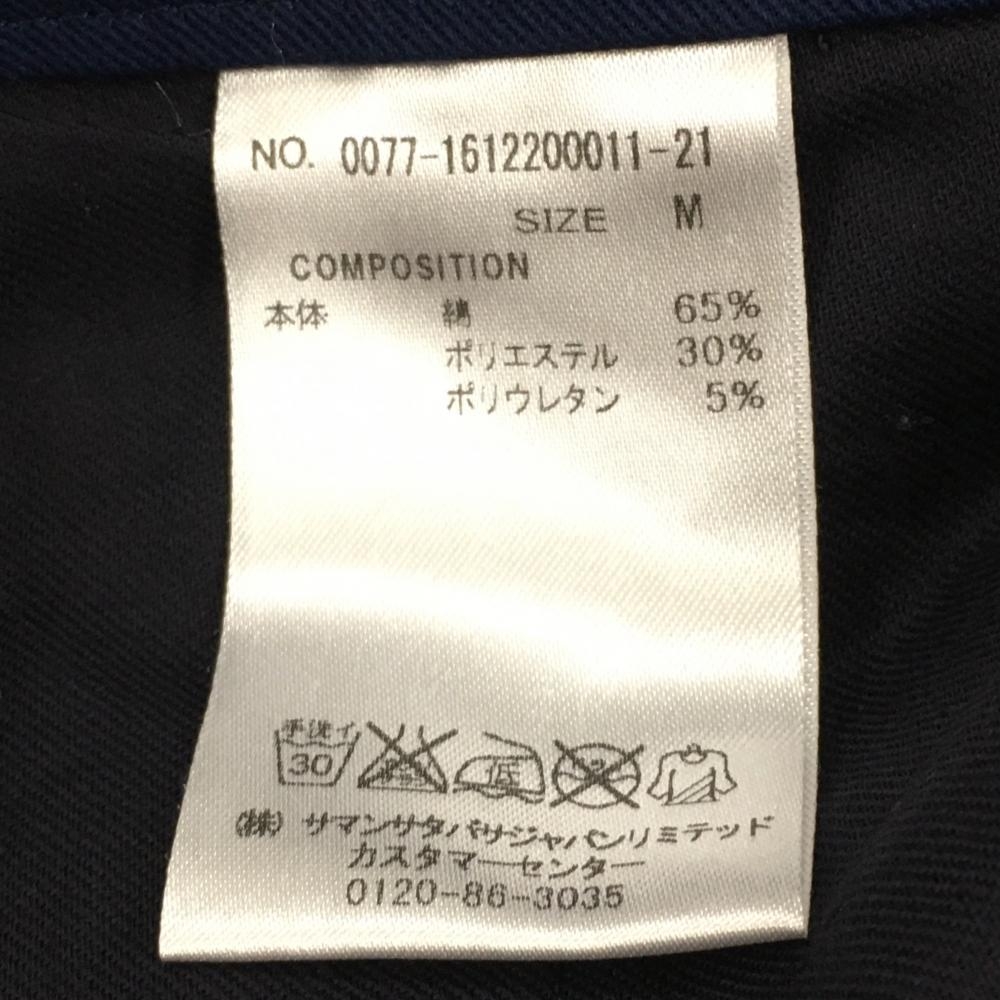 NO. 0077-1612200011-21
SIZE M
COMPOSITION
本体 綿 65%
ポリエステル 30%
ポリウレタン 5%
手洗イ
30
低
(株) サマンサタバサジャパンリミテッド
カスタマーセンター
0120-86-3035